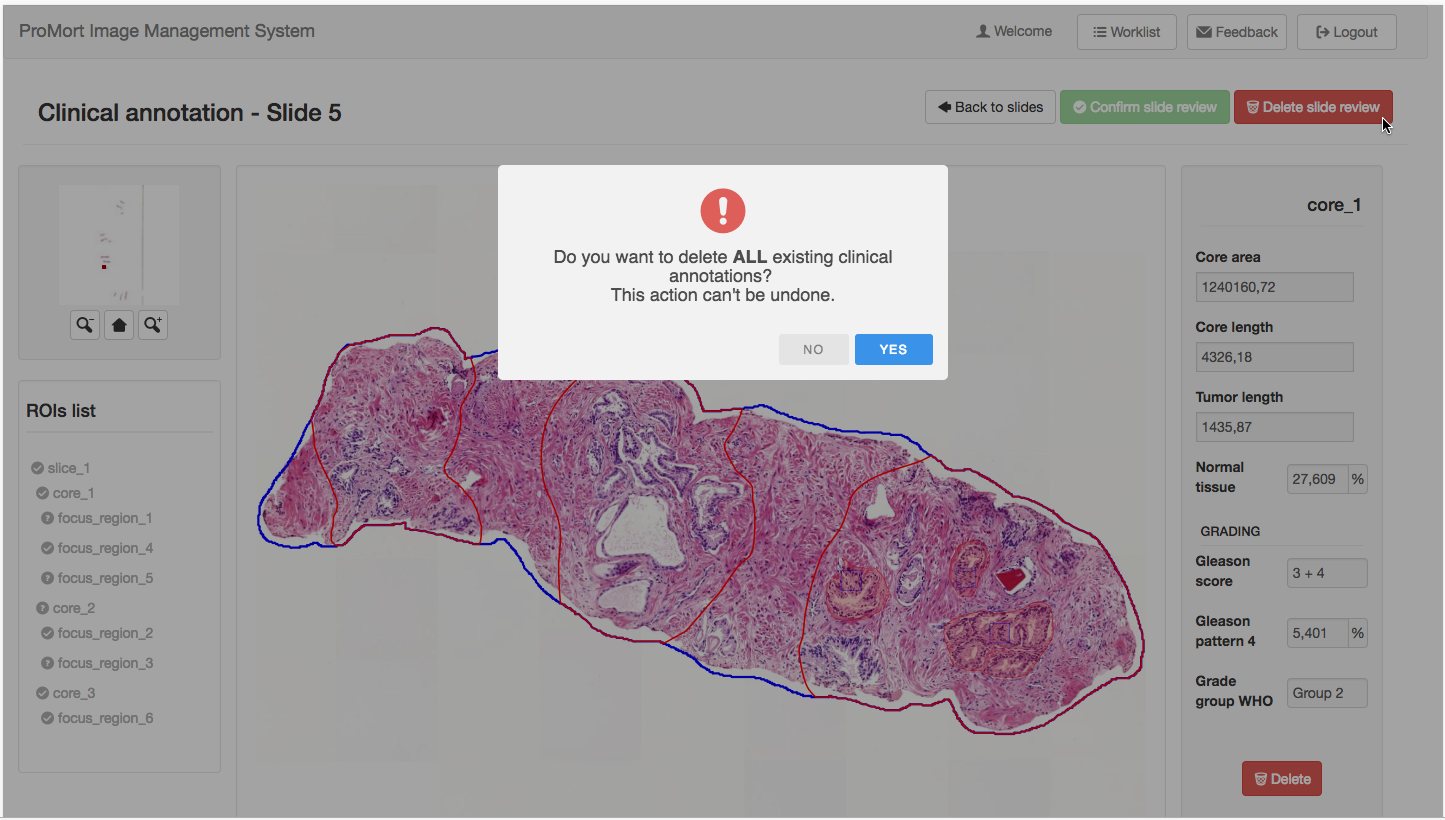 ProMort Image Management System
Welcome
Worklist
Feedback
Logout
Clinical annotation - Slide 5
Back to slides
Confirm slide review
Delete slide review
Do you want to delete ALL existing clinical
annotations?
This action can't be undone.
NO
YES
ROIs list
slice_1
core_1
focus_region_1
focus_region_4
focus_region_5
core_2
focus_region_2
focus_region_3
core_3
focus_region_6
core_1
Core area
1240160,72
Core length
4326,18
Tumor length
1435,87
Normal
tissue
27,609 %
GRADING
Gleason
score
3 + 4
Gleason
pattern 4
5,401 %
Grade
group WHO
Group 2
Delete